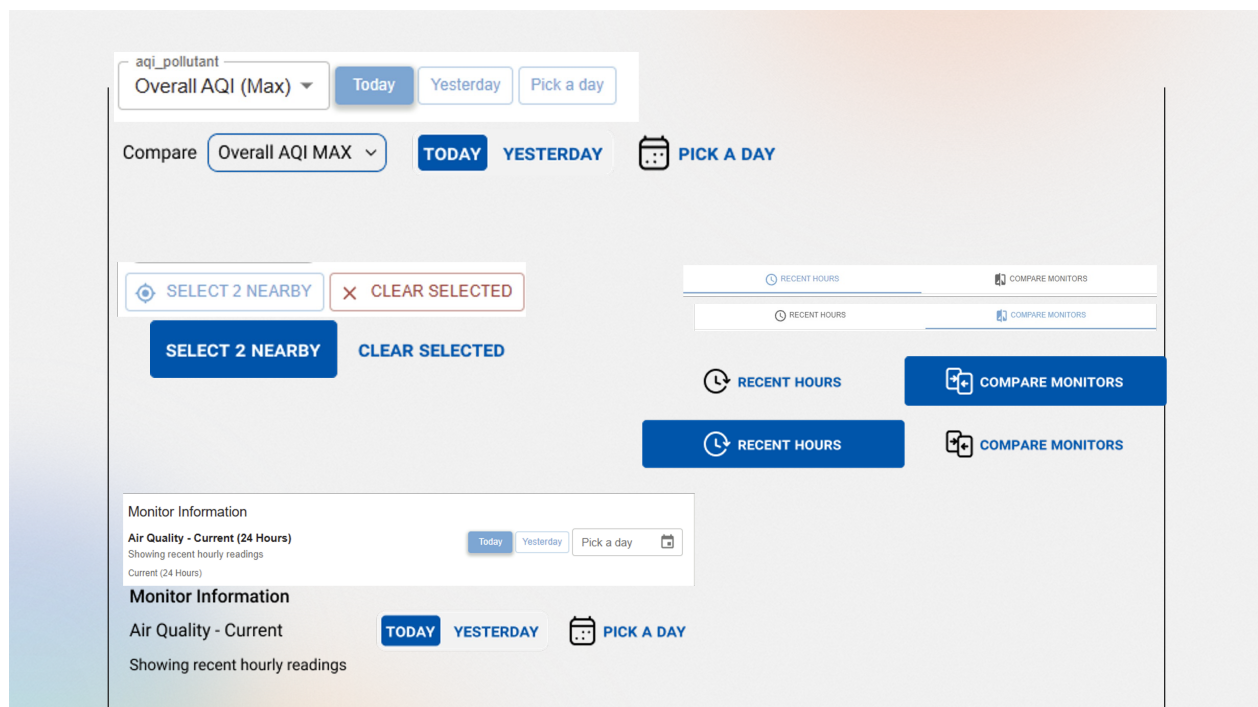 aqi_pollutant
Overall AQI (Max) Today Yesterday Pick a day
Compare Overall AQI MAX TODAY YESTERDAY PICK A DAY
SELECT 2 NEARBY CLEAR SELECTED
SELECT 2 NEARBY CLEAR SELECTED
RECENT HOURS COMPARE MONITORS
RECENT HOURS COMPARE MONITORS
RECENT HOURS COMPARE MONITORS
RECENT HOURS COMPARE MONITORS
Monitor Information
Air Quality - Current (24 Hours) Today Yesterday Pick a day
Showing recent hourly readings
Current (24 Hours)
Monitor Information
Air Quality - Current TODAY YESTERDAY PICK A DAY
Showing recent hourly readings